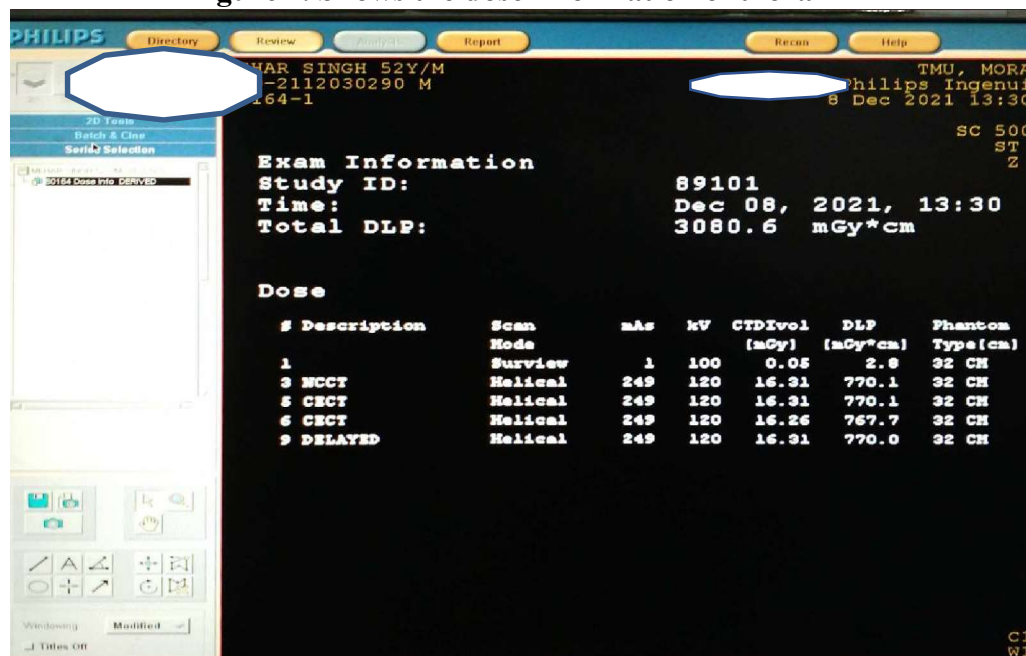 PHILIPS Directory Review Analysis Report Recon Help
HAR SINGH 52Y/M
-2112030290 M
164-1
TMU, MORA
Philips Ingenui
8 Dec 2021 13:30
SC 500
ST
Z
2D Tools
Batch & Cine
Series Selection
Dose Info DERIVED
Exam Information
Study ID: 89101
Time: Dec 08, 2021, 13:30
Total DLP: 3080.6 mGy*cm
Dose
# Description Scan mAs kV CTDIvol DLP Phantom
Mode [mGy] [mGy*cm] Type[cm]
1 Surview 1 100 0.05 2.8 32 CM
3 NCCT Helical 249 120 16.31 770.1 32 CM
5 CECT Helical 249 120 16.31 770.1 32 CM
6 CECT Helical 249 120 16.26 767.7 32 CM
9 DELAYED Helical 249 120 16.31 770.0 32 CM
Windowing Modified
Titles Off